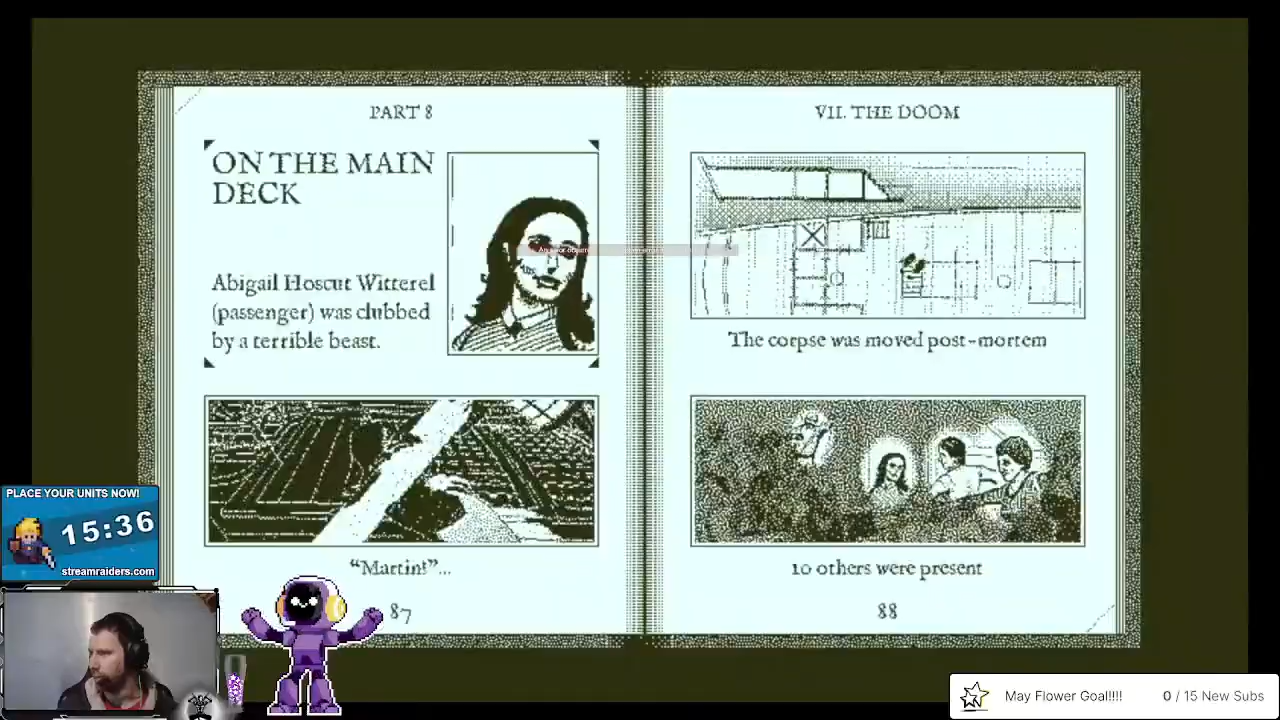 PART 8
VII. THE DOOM
ON THE MAIN
DECK
Abigail Hoscut Witterel
(passenger) was clubbed
by a terrible beast.
The corpse was moved post-mortem
"Martin!"...
10 others were present
87
88
PLACE YOUR UNITS NOW!
15:36
streamraiders.com
May Flower Goal!!!! 0 / 15 New Subs